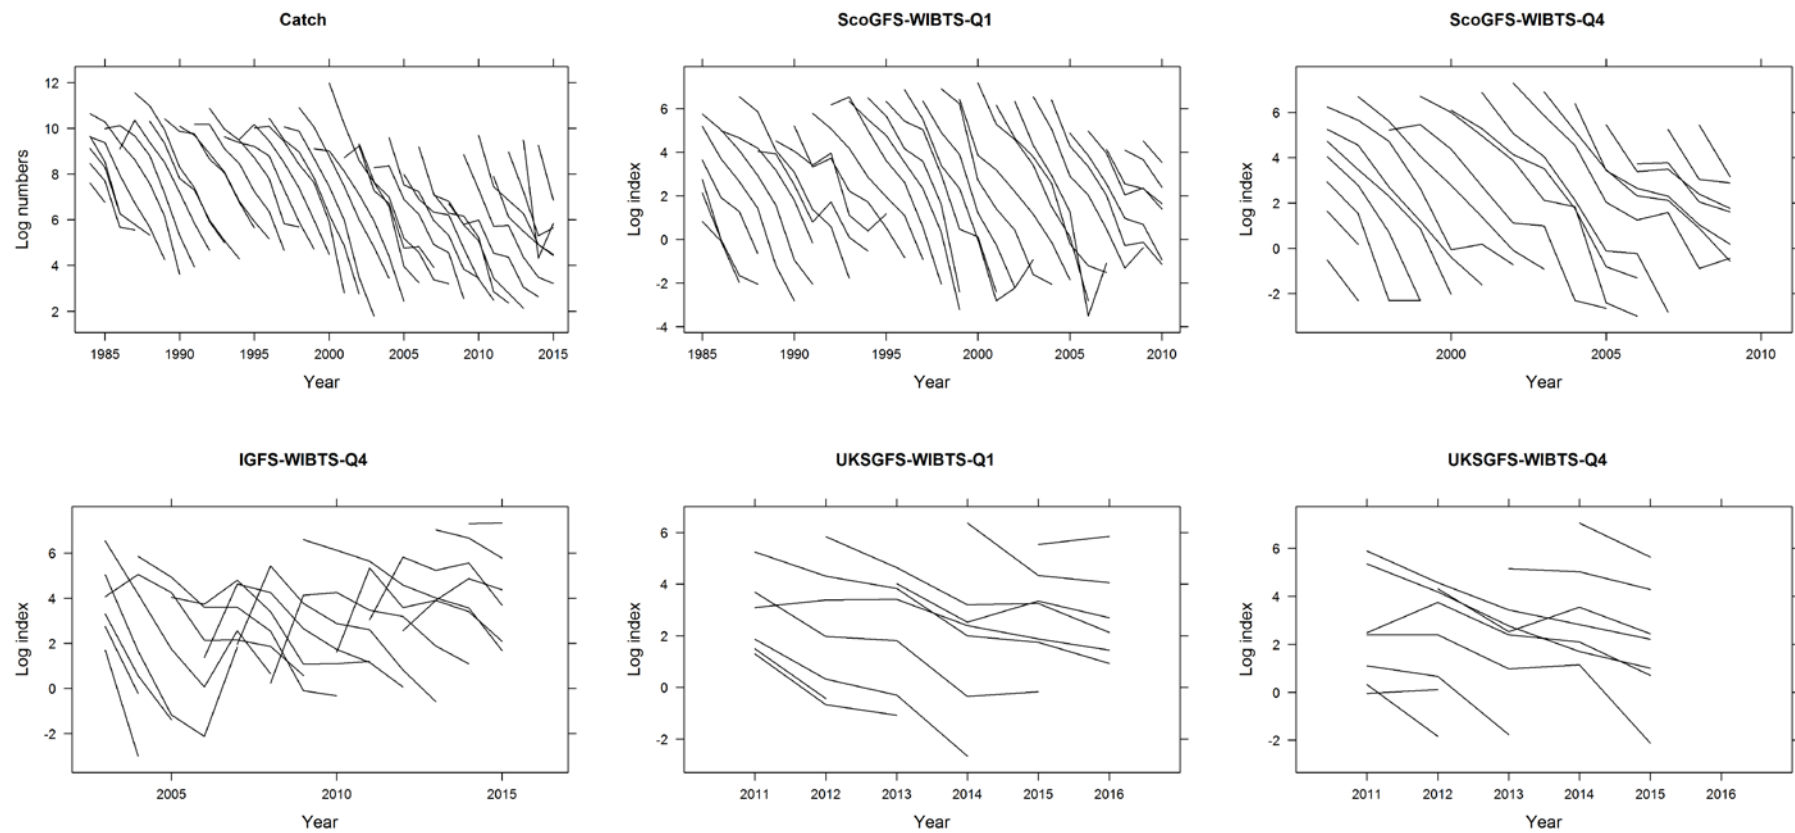 Catch
ScoGFS-WIBTS-Q1
ScoGFS-WIBTS-Q4
Log numbers
12
10
8
6
4
2
1985 1990 1995 2000 2005 2010 2015
Year
Log index
6
4
2
0
-2
-4
1985 1990 1995 2000 2005 2010
Year
Log index
6
4
2
0
-2
2000 2005 2010
Year
IGFS-WIBTS-Q4
UKSGFS-WIBTS-Q1
UKSGFS-WIBTS-Q4
Log index
6
4
2
0
-2
2005 2010 2015
Year
Log index
6
4
2
0
-2
2011 2012 2013 2014 2015 2016
Year
Log index
6
4
2
0
-2
2011 2012 2013 2014 2015 2016
Year